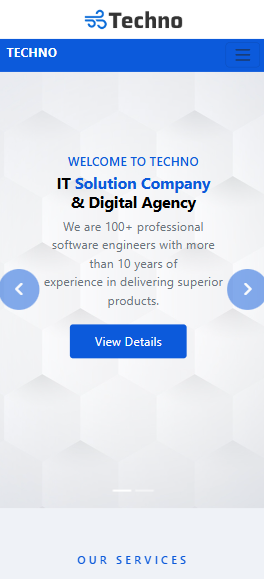 Techno
TECHNO
WELCOME TO TECHNO
IT Solution Company
& Digital Agency
We are 100+ professional
software engineers with more
than 10 years of
experience in delivering superior
products.
View Details
OUR SERVICES